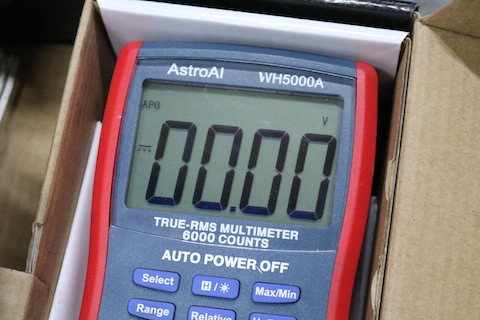 AstroAI WH5000A
APO
V
00.00
TRUE-RMS MULTIMETER
6000 COUNTS
AUTO POWER OFF
Select H/☀ Max/Min
Range Relative